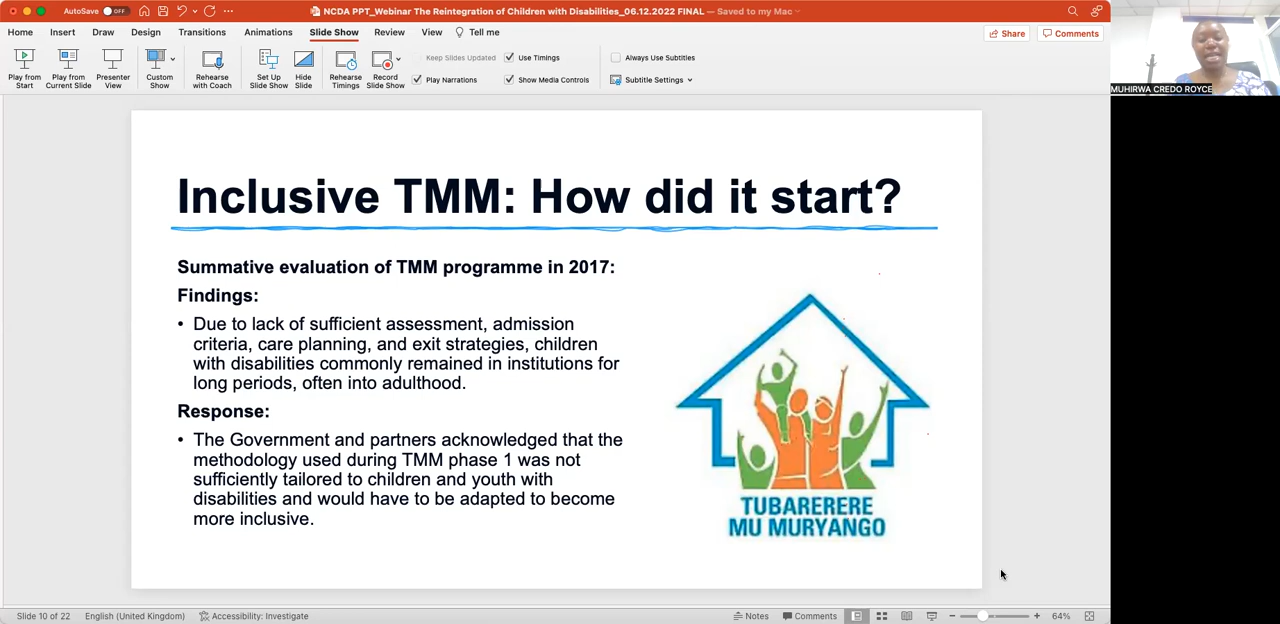 AutoSave OFF
NCDA PPT_Webinar The Reintegration of Children with Disabilities_06.12.2022 FINAL — Saved to my Mac
Home Insert Draw Design Transitions Animations Slide Show Review View Tell me
Share Comments
Play from Start
Play from Current Slide
Presenter View
Custom Show
Rehearse with Coach
Set Up Slide Show
Hide Slide
Rehearse Timings
Record Slide Show
Keep Slides Updated
Use Timings
Play Narrations
Show Media Controls
Always Use Subtitles
Subtitle Settings
MUHIRWA CREDO ROYCE
Inclusive TMM: How did it start?
Summative evaluation of TMM programme in 2017:
Findings:
• Due to lack of sufficient assessment, admission
criteria, care planning, and exit strategies, children
with disabilities commonly remained in institutions for
long periods, often into adulthood.
Response:
• The Government and partners acknowledged that the
methodology used during TMM phase 1 was not
sufficiently tailored to children and youth with
disabilities and would have to be adapted to become
more inclusive.
TUBARERERE
MU MURYANGO
Slide 10 of 22 English (United Kingdom) Accessibility: Investigate
Notes Comments 64%